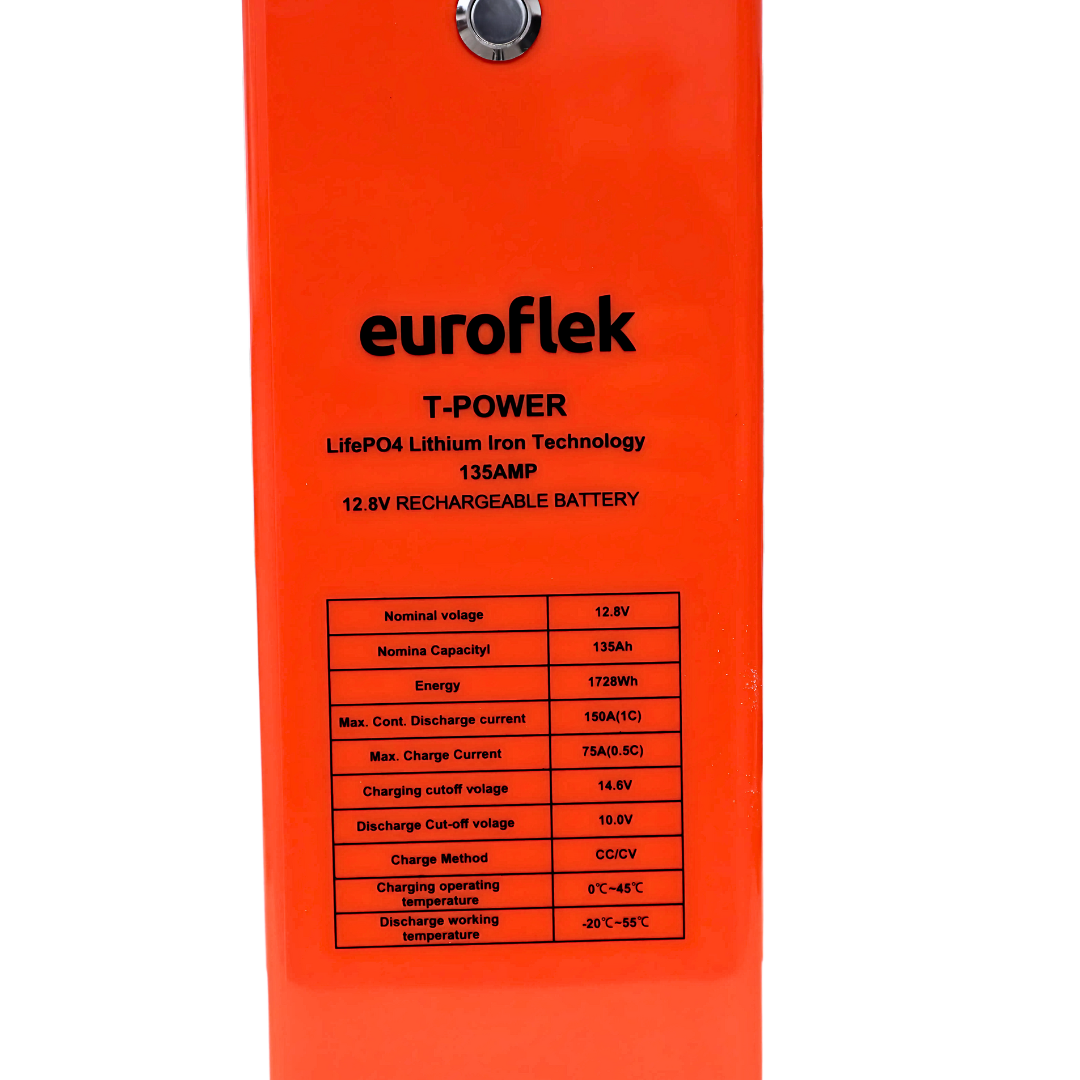 euroflek
T-POWER
LifePO4 Lithium Iron Technology
135AMP
12.8V RECHARGEABLE BATTERY
Nominal volage 12.8V
Nomina Capacityl 135Ah
Energy 1728Wh
Max. Cont. Discharge current 150A(1C)
Max. Charge Current 75A(0.5C)
Charging cutoff volage 14.6V
Discharge Cut-off volage 10.0V
Charge Method CC/CV
Charging operating
temperature 0℃~45℃
Discharge working
temperature -20℃~55℃